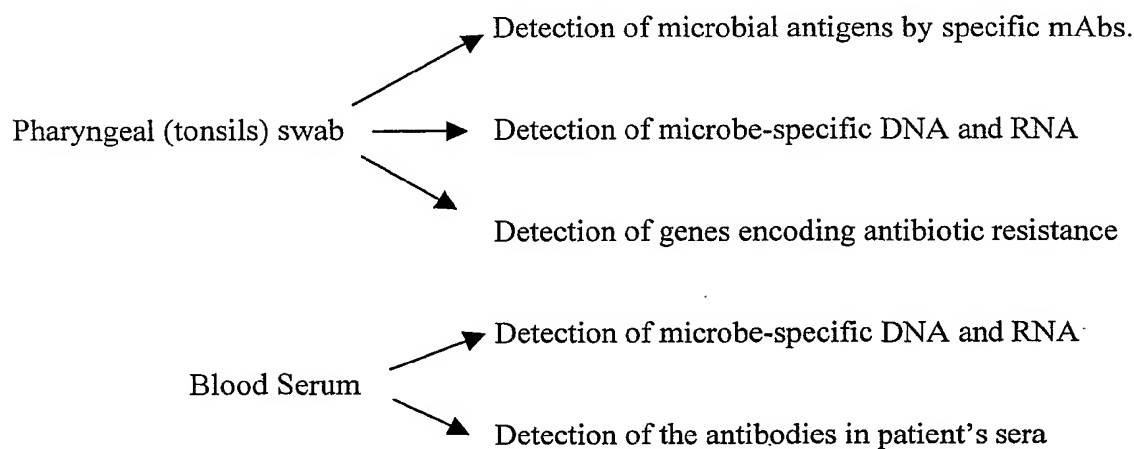 Detection of microbial antigens by specific mAbs.
Pharyngeal (tonsils) swab
Detection of microbe-specific DNA and RNA
Detection of genes encoding antibiotic resistance
Detection of microbe-specific DNA and RNA
Blood Serum
Detection of the antibodies in patient's sera